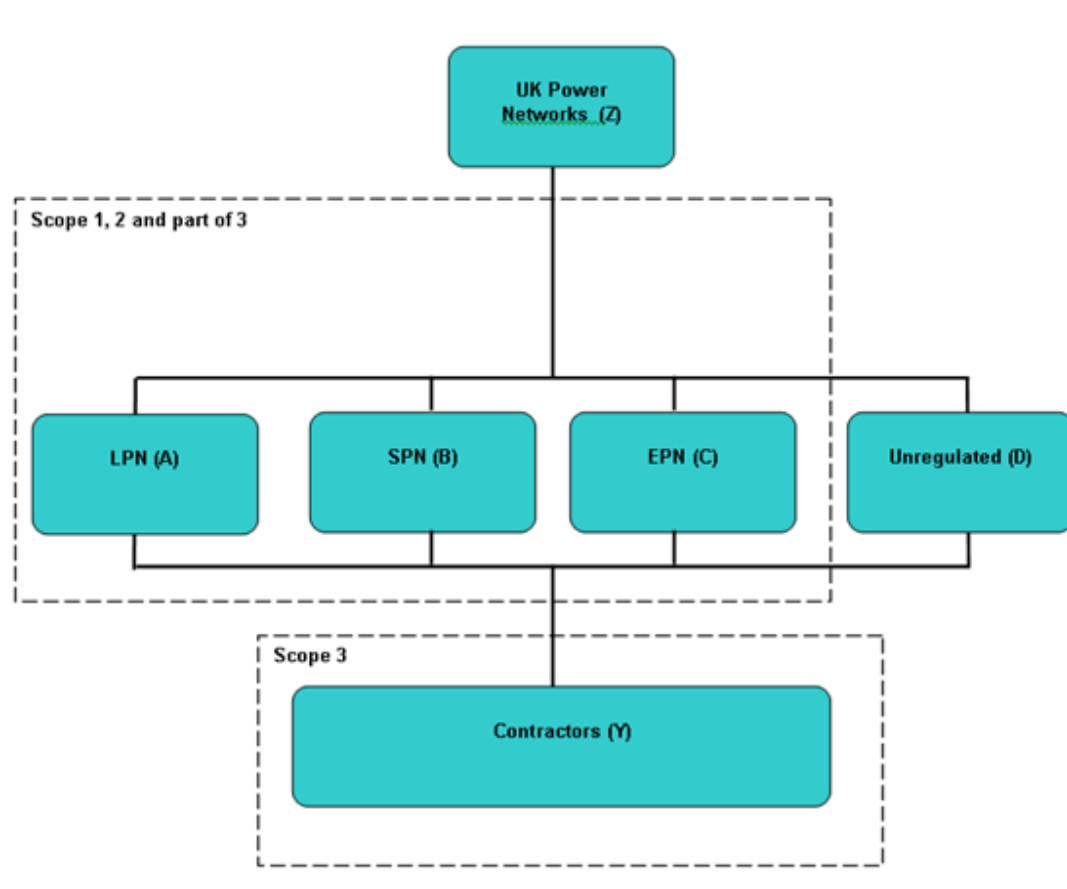 UK Power
Networks (Z)
Scope 1, 2 and part of 3
LPN (A)
SPN (B)
EPN (C)
Unregulated (D)
Scope 3
Contractors (Y)